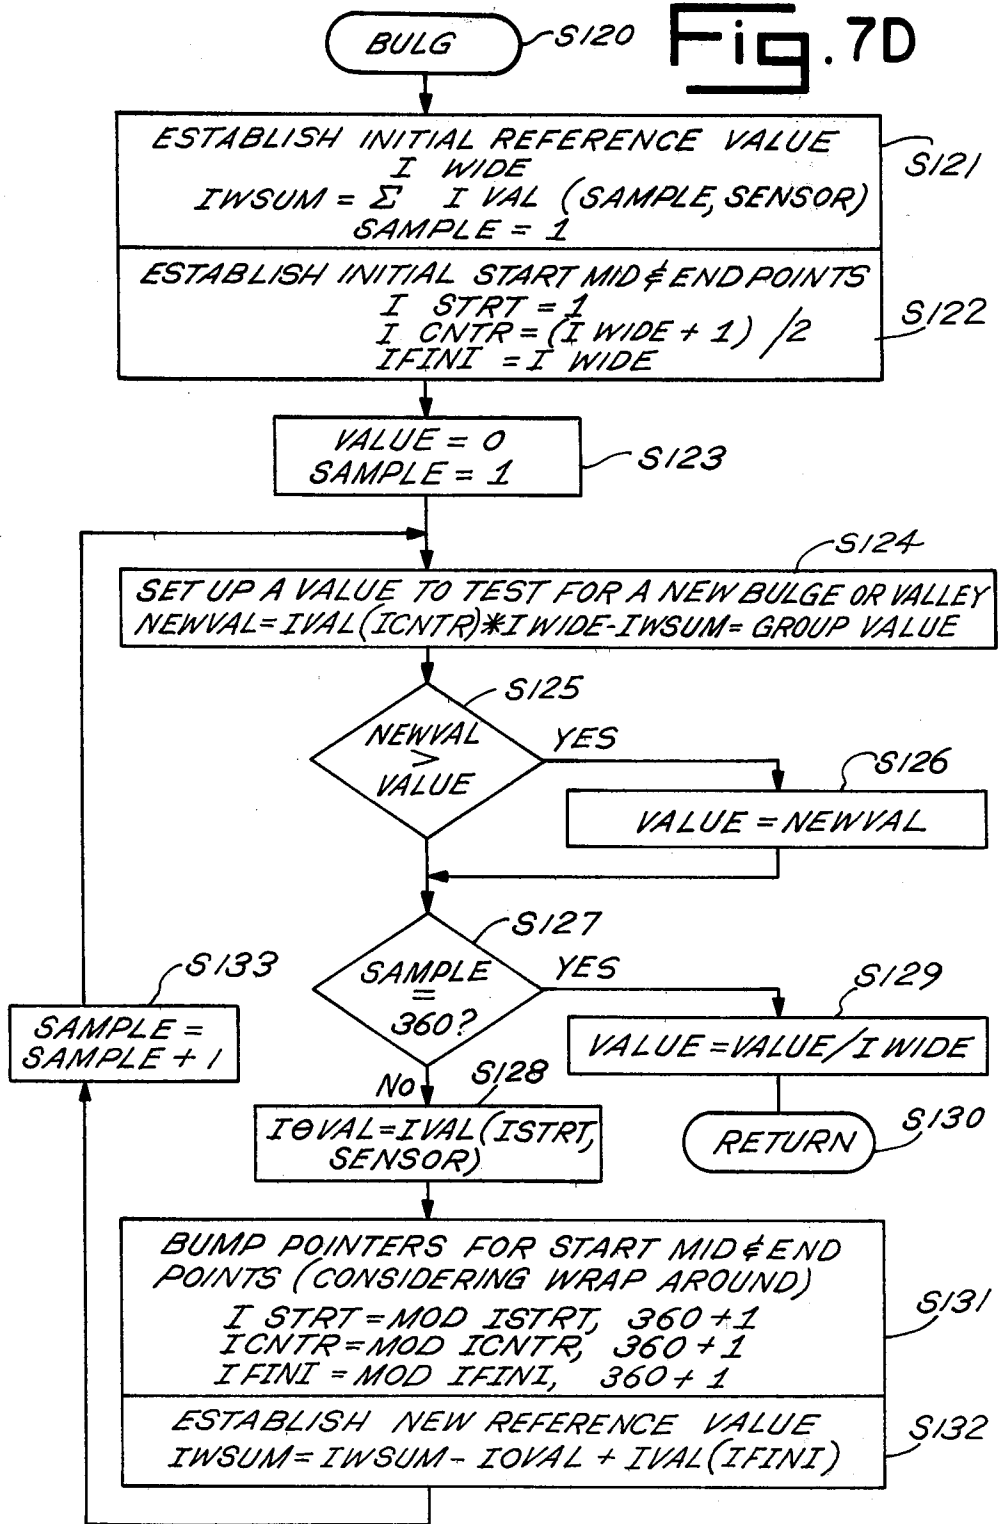 BULG
S120
Fig. 7D
ESTABLISH INITIAL REFERENCE VALUE
I WIDE
IWSUM = Σ I VAL (SAMPLE, SENSOR)
SAMPLE = 1
S121
ESTABLISH INITIAL START MID & END POINTS
I STRT = 1
I CNTR = (I WIDE + 1) /2
IFINI = I WIDE
S122
VALUE = 0
SAMPLE = 1
S123
S124
SET UP A VALUE TO TEST FOR A NEW BULGE OR VALLEY
NEWVAL=IVAL(ICNTR)*I WIDE-IWSUM= GROUP VALUE
S125
NEWVAL
>
VALUE
YES
S126
VALUE = NEWVAL
S127
SAMPLE
=
360?
YES
S129
VALUE=VALUE/I WIDE
S133
SAMPLE =
SAMPLE + 1
NO
S128
IθVAL=IVAL(ISTRT,
SENSOR)
RETURN
S130
BUMP POINTERS FOR START MID & END
POINTS (CONSIDERING WRAP AROUND)
I STRT=MOD ISTRT, 360+1
ICNTR=MOD ICNTR, 360+1
IFINI=MOD IFINI, 360+1
S131
ESTABLISH NEW REFERENCE VALUE
IWSUM=IWSUM-IOVAL + IVAL(IFINI)
S132